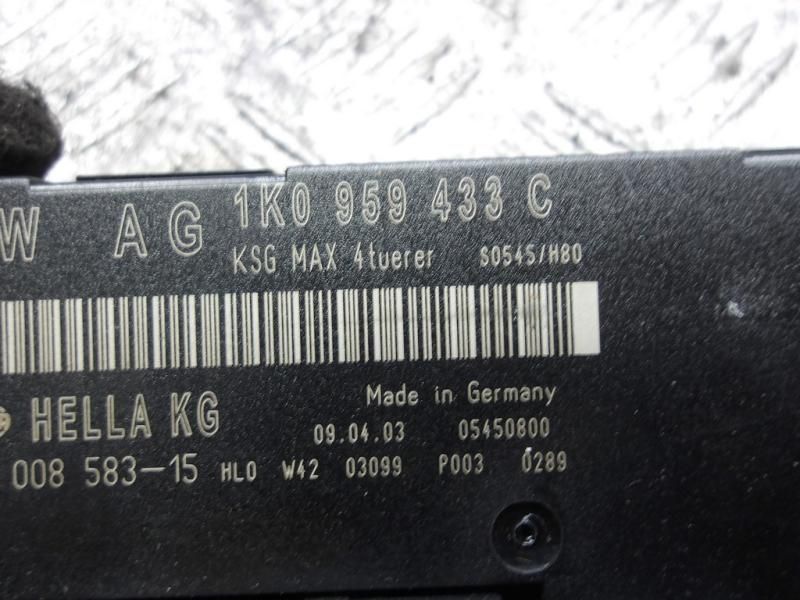 W AG 1K0 959 433 C
KSG MAX 4tuerer S0545/H80
Made in Germany
HELLA KG 09.04.03 05450800
008 583-15 HL0 W42 03099 P003 0289